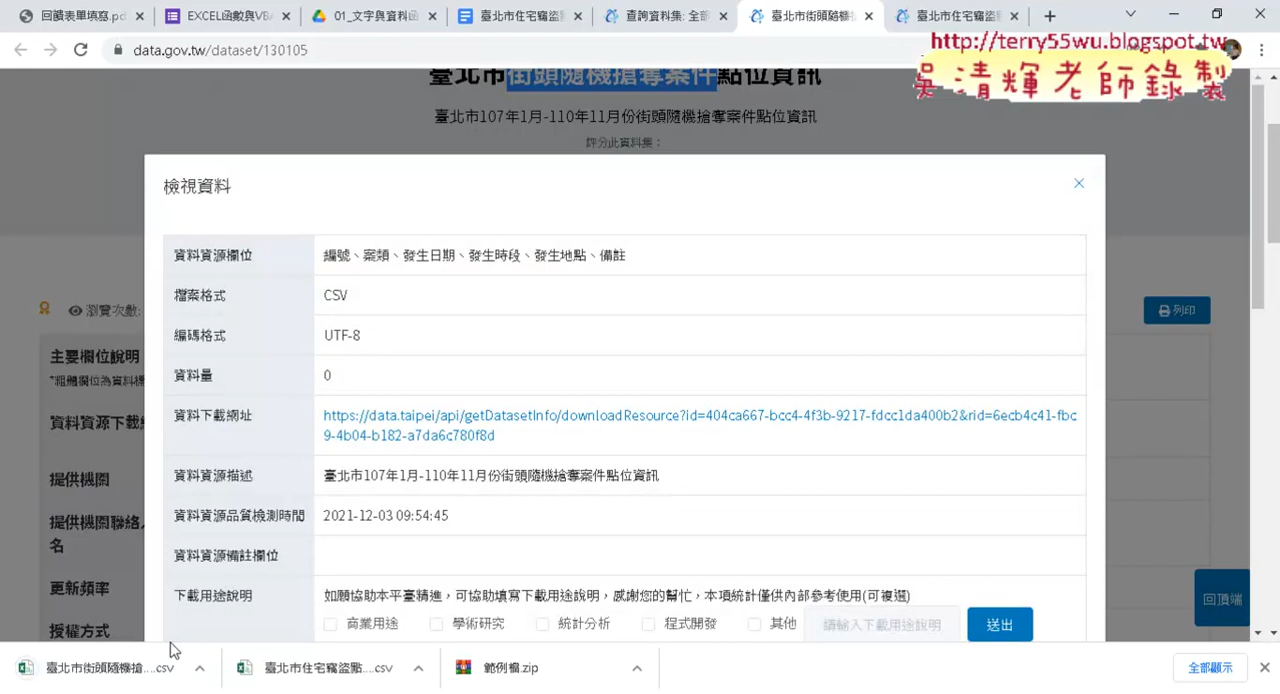 回饋表單填寫.pd
EXCEL函數與VBA
01_文字與資料函
臺北市住宅竊盜
查詢資料集: 全部
臺北市街頭隨機
臺北市住宅竊盜
data.gov.tw/dataset/130105
http://terry55wu.blogspot.tw
吳清輝老師錄製
臺北市街頭隨機搶奪案件點位資訊
臺北市107年1月-110年11月份街頭隨機搶奪案件點位資訊
評分此資料集：
檢視資料
資料資源欄位 編號、案類、發生日期、發生時段、發生地點、備註
檔案格式 CSV
編碼格式 UTF-8
資料量 0
資料下載網址 https://data.taipei/api/getDatasetInfo/downloadResource?id=404ca667-bcc4-4f3b-9217-fdcc1da400b2&rid=6ecb4c41-fbc
9-4b04-b182-a7da6c780f8d
資料資源描述 臺北市107年1月-110年11月份街頭隨機搶奪案件點位資訊
資料資源品質檢測時間 2021-12-03 09:54:45
資料資源備註欄位
下載用途說明 如願協助本平臺精進，可協助填寫下載用途說明，感謝您的幫忙，本項統計僅供內部參考使用(可複選)
商業用途 學術研究 統計分析 程式開發 其他 請輸入下載用途說明 送出
瀏覽次數:
列印
主要欄位說明
*粗體欄位為資料標
資料資源下載
提供機關
提供機關聯絡人
名
更新頻率
授權方式
回頂端
臺北市街頭隨機搶....csv
臺北市住宅竊盜點....csv
範例檔.zip
全部顯示